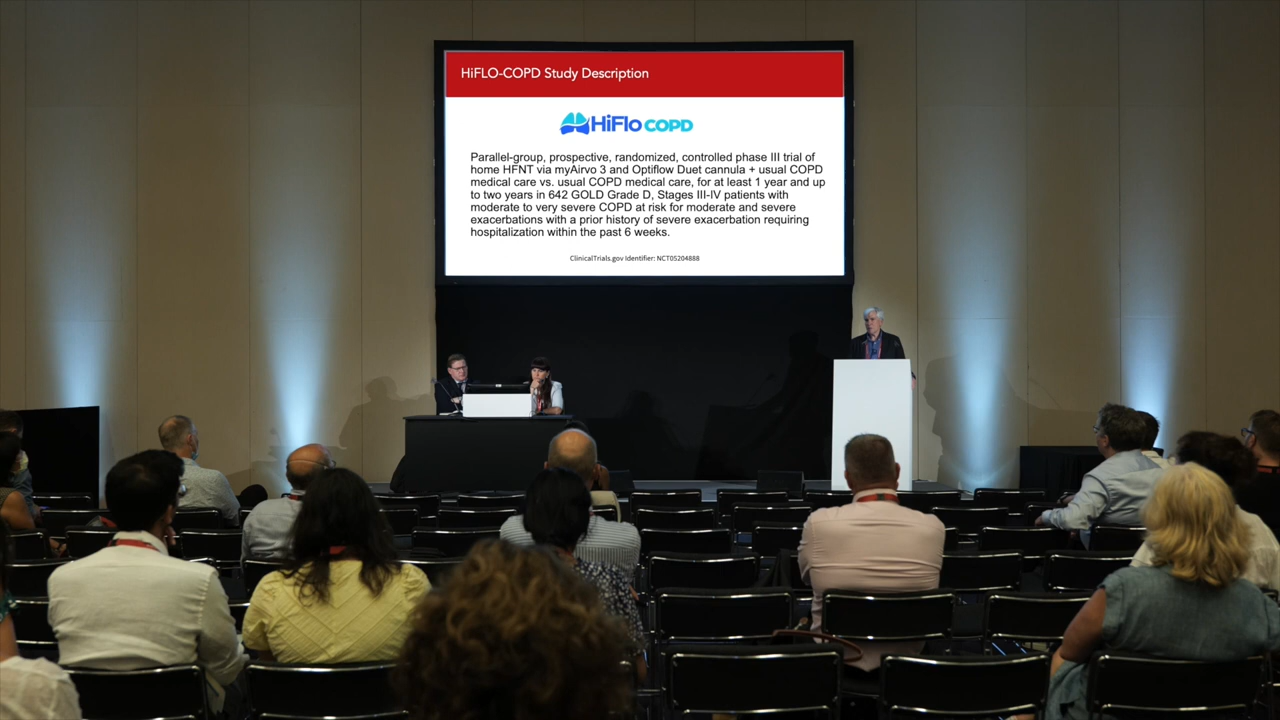 HiFLO-COPD Study Description
HiFlo COPD
Parallel-group, prospective, randomized, controlled phase III trial of
home HFNT via myAirvo 3 and Optiflow Duet cannula + usual COPD
medical care vs. usual COPD medical care, for at least 1 year and up
to two years in 642 GOLD Grade D, Stages III-IV patients with
moderate to very severe COPD at risk for moderate and severe
exacerbations with a prior history of severe exacerbation requiring
hospitalization within the past 6 weeks.
ClinicalTrials.gov Identifier: NCT05204888